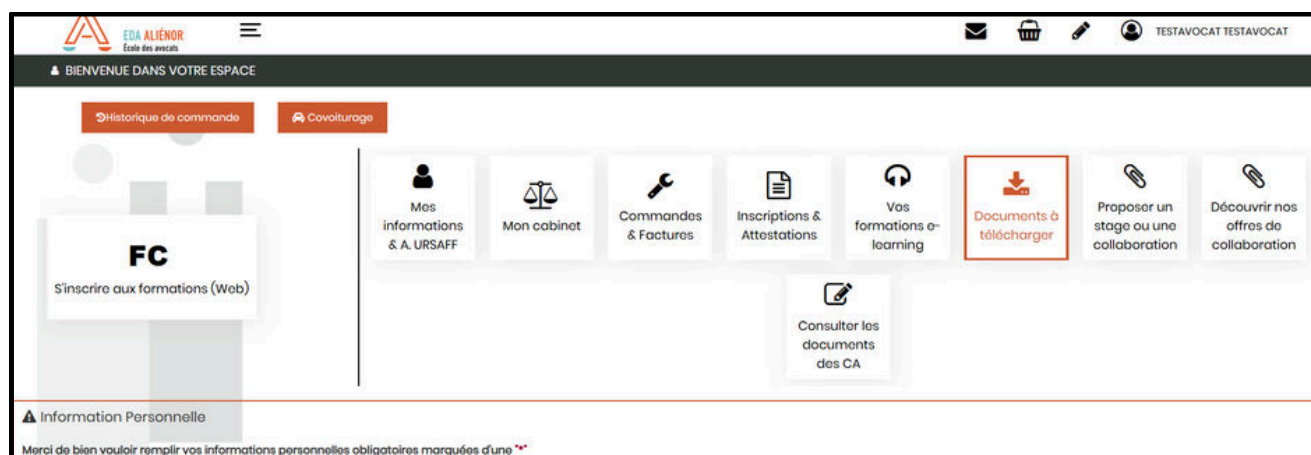 EDA ALIÉNOR
École des avocats
TESTAVOCAT TESTAVOCAT
BIENVENUE DANS VOTRE ESPACE
Historique de commande
Covoiturage
FC
S'inscrire aux formations (Web)
Mes
informations
& A. URSAFF
Mon cabinet
Commandes
& Factures
Inscriptions &
Attestations
Vos
formations e-
learning
Documents à
télécharger
Proposer un
stage ou une
collaboration
Découvrir nos
offres de
collaboration
Consulter les
documents
des CA
Information Personnelle
Merci de bien vouloir remplir vos informations personnelles obligatoires marquées d'une "*"